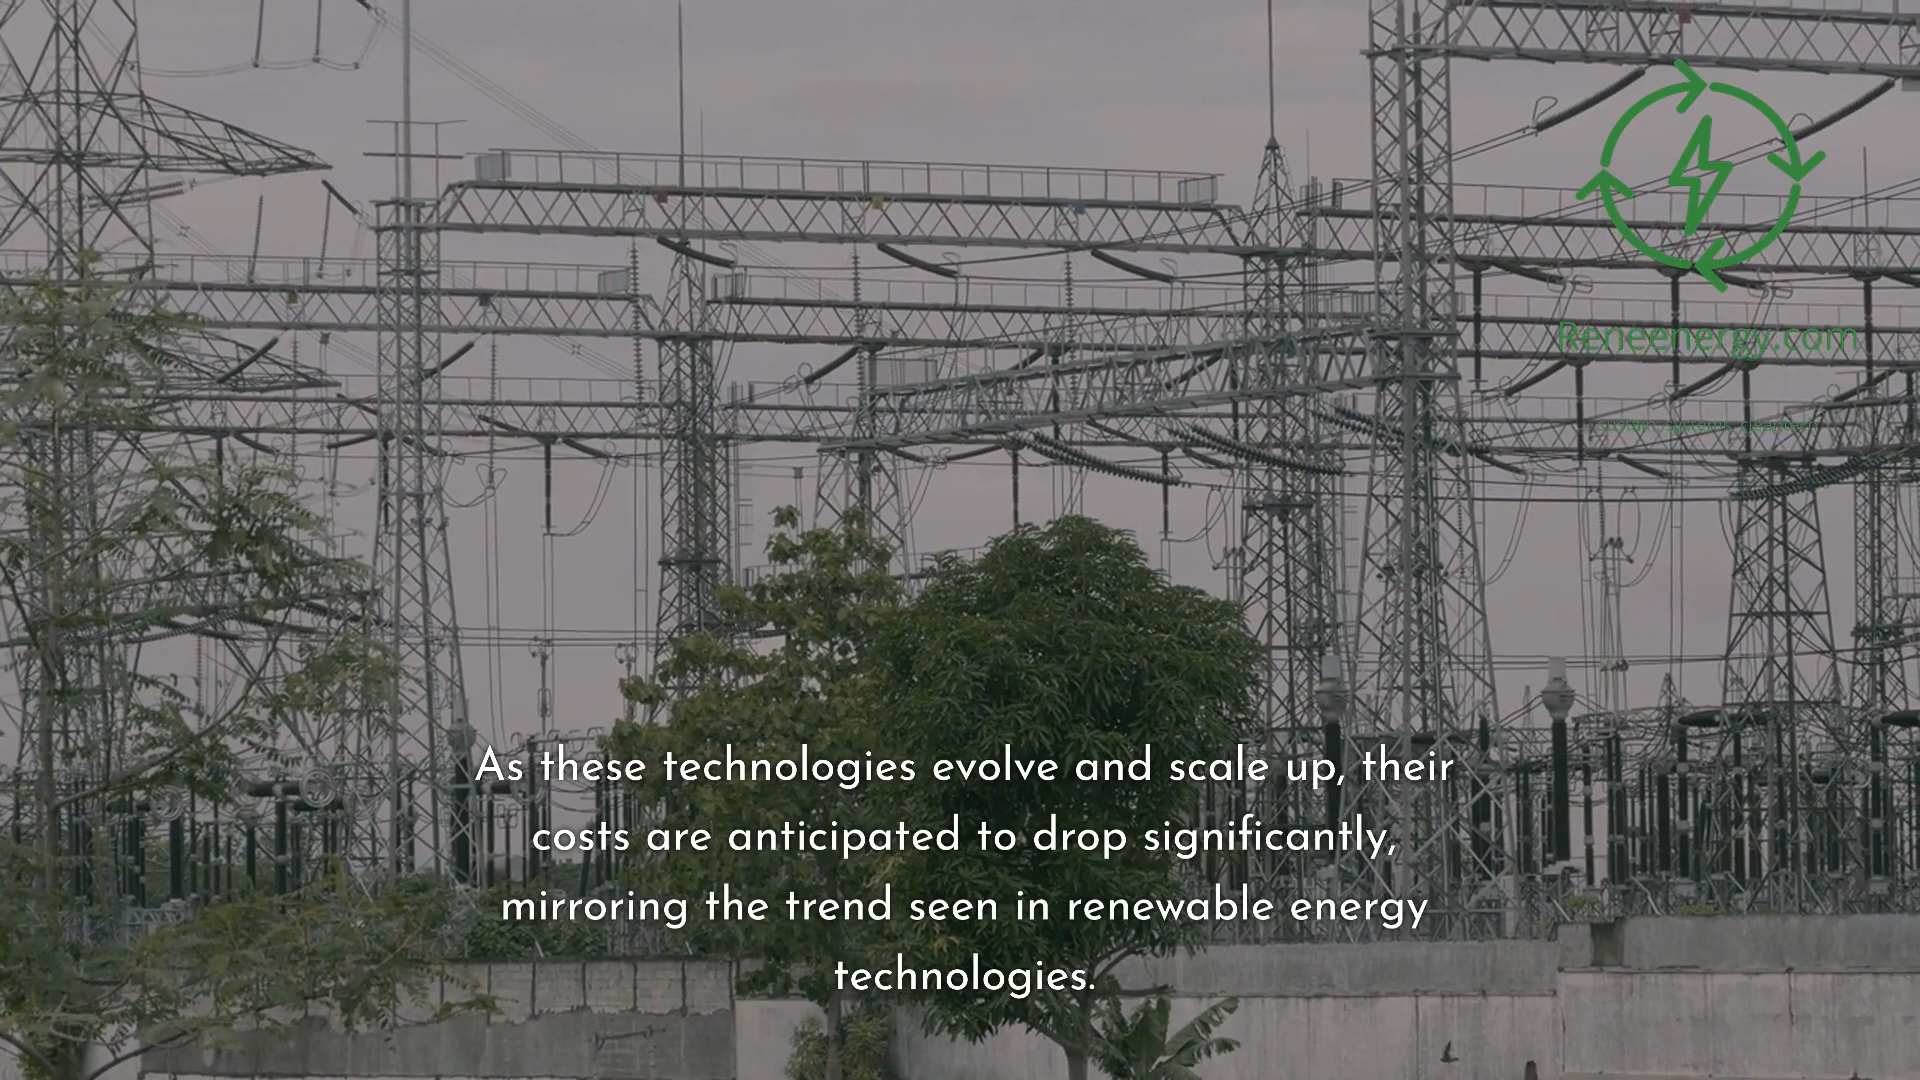 Reneenergy.com
As these technologies evolve and scale up, their
costs are anticipated to drop significantly,
mirroring the trend seen in renewable energy
technologies.